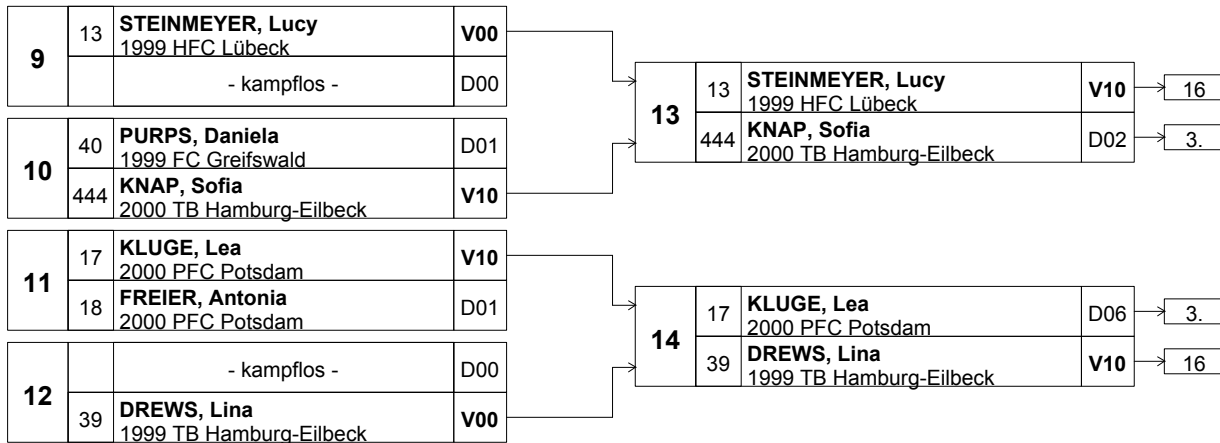 9
13 STEINMEYER, Lucy V00
1999 HFC Lübeck
- kampflos - D00
10
40 PURPS, Daniela D01
1999 FC Greifswald
444 KNAP, Sofia V10
2000 TB Hamburg-Eilbeck
11
17 KLUGE, Lea V10
2000 PFC Potsdam
18 FREIER, Antonia D01
2000 PFC Potsdam
12
- kampflos - D00
39 DREWS, Lina V00
1999 TB Hamburg-Eilbeck
13
13 STEINMEYER, Lucy V10 16
1999 HFC Lübeck
444 KNAP, Sofia D02 3.
2000 TB Hamburg-Eilbeck
14
17 KLUGE, Lea D06 3.
2000 PFC Potsdam
39 DREWS, Lina V10 16
1999 TB Hamburg-Eilbeck